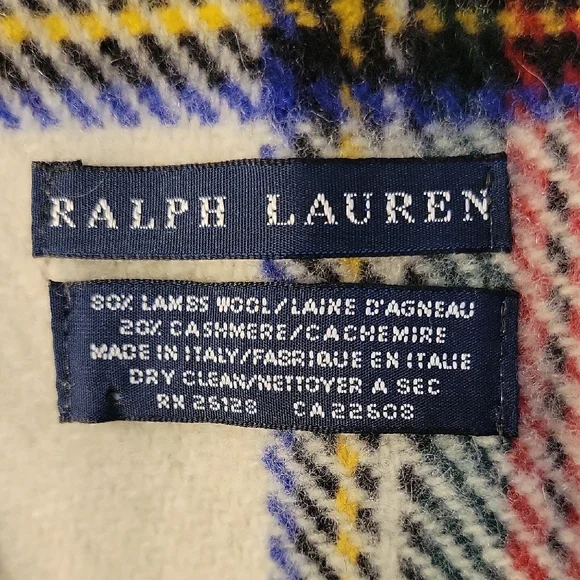 RALPH LAUREN
80% LAMBS WOOL/LAINE D'AGNEAU
20% CASHMERE/CACHEMIRE
MADE IN ITALY/FABRIQUE EN ITALIE
DRY CLEAN/NETTOYER A SEC
RN 26128 CA 22608